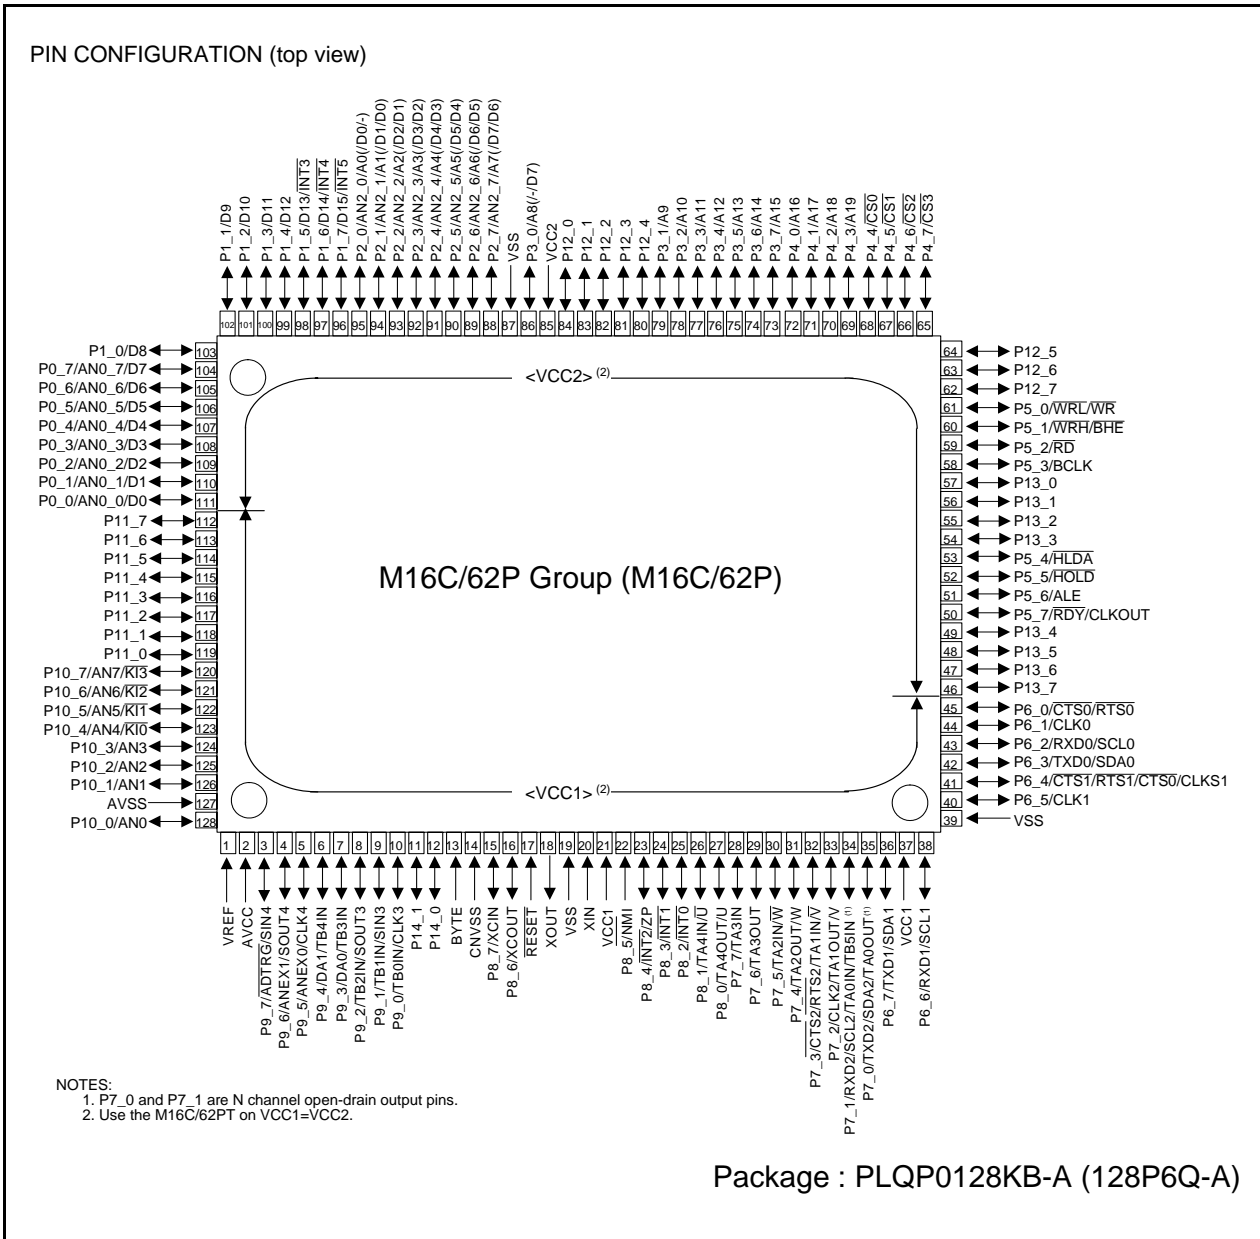 PIN CONFIGURATION (top view)
P1_1/D9
P1_2/D10
P1_3/D11
P1_4/D12
P1_5/D13/INT3
P1_6/D14/INT4
P1_7/D15/INT5
P2_0/AN2_0/A0(/D0/-)
P2_1/AN2_1/A1(/D1/D0)
P2_2/AN2_2/A2(/D2/D1)
P2_3/AN2_3/A3(/D3/D2)
P2_4/AN2_4/A4(/D4/D3)
P2_5/AN2_5/A5(/D5/D4)
P2_6/AN2_6/A6(/D6/D5)
P2_7/AN2_7/A7(/D7/D6)
VSS
P3_0/A8(/-/D7)
VCC2
P12_0
P12_1
P12_2
P12_3
P12_4
P3_1/A9
P3_2/A10
P3_3/A11
P3_4/A12
P3_5/A13
P3_6/A14
P3_7/A15
P4_0/A16
P4_1/A17
P4_2/A18
P4_3/A19
P4_4/CS0
P4_5/CS1
P4_6/CS2
P4_7/CS3
102 101 100 99 98 97 96 95 94 93 92 91 90 89 88 87 86 85 84 83 82 81 80 79 78 77 76 75 74 73 72 71 70 69 68 67 66 65
P1_0/D8 103
P0_7/AN0_7/D7 104
P0_6/AN0_6/D6 105
P0_5/AN0_5/D5 106
P0_4/AN0_4/D4 107
P0_3/AN0_3/D3 108
P0_2/AN0_2/D2 109
P0_1/AN0_1/D1 110
P0_0/AN0_0/D0 111
P11_7 112
P11_6 113
P11_5 114
P11_4 115
P11_3 116
P11_2 117
P11_1 118
P11_0 119
P10_7/AN7/KI3 120
P10_6/AN6/KI2 121
P10_5/AN5/KI1 122
P10_4/AN4/KI0 123
P10_3/AN3 124
P10_2/AN2 125
P10_1/AN1 126
AVSS 127
P10_0/AN0 128
<VCC2> (2)
M16C/62P Group (M16C/62P)
<VCC1> (2)
64 P12_5
63 P12_6
62 P12_7
61 P5_0/WRL/WR
60 P5_1/WRH/BHE
59 P5_2/RD
58 P5_3/BCLK
57 P13_0
56 P13_1
55 P13_2
54 P13_3
53 P5_4/HLDA
52 P5_5/HOLD
51 P5_6/ALE
50 P5_7/RDY/CLKOUT
49 P13_4
48 P13_5
47 P13_6
46 P13_7
45 P6_0/CTS0/RTS0
44 P6_1/CLK0
43 P6_2/RXD0/SCL0
42 P6_3/TXD0/SDA0
41 P6_4/CTS1/RTS1/CTS0/CLKS1
40 P6_5/CLK1
39 VSS
1 2 3 4 5 6 7 8 9 10 11 12 13 14 15 16 17 18 19 20 21 22 23 24 25 26 27 28 29 30 31 32 33 34 35 36 37 38
VREF
AVCC
P9_7/ADTRG/SIN4
P9_6/ANEX1/SOUT4
P9_5/ANEX0/CLK4
P9_4/DA1/TB4IN
P9_3/DA0/TB3IN
P9_2/TB2IN/SOUT3
P9_1/TB1IN/SIN3
P9_0/TB0IN/CLK3
P14_1
P14_0
BYTE
CNVSS
P8_7/XCIN
P8_6/XCOUT
RESET
XOUT
VSS
XIN
VCC1
P8_5/NMI
P8_4/INT2/ZP
P8_3/INT1
P8_2/INT0
P8_1/TA4IN/U
P8_0/TA4OUT/U
P7_7/TA3IN
P7_6/TA3OUT
P7_5/TA2IN/W
P7_4/TA2OUT/W
P7_3/CTS2/RTS2/TA1IN/V
P7_2/CLK2/TA1OUT/V
P7_1/RXD2/SCL2/TA0IN/TB5IN (1)
P7_0/TXD2/SDA2/TA0OUT (1)
P6_7/TXD1/SDA1
VCC1
P6_6/RXD1/SCL1
NOTES:
1. P7_0 and P7_1 are N channel open-drain output pins.
2. Use the M16C/62PT on VCC1=VCC2.
Package : PLQP0128KB-A (128P6Q-A)